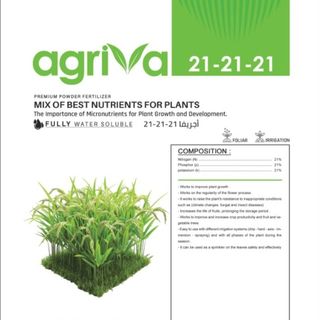 agriva
21-21-21
PREMIUM POWDER FERTILIZER
MIX OF BEST NUTRIENTS FOR PLANTS
The Importance of Micronutrients for Plant Growth and Development.
FULLY WATER SOLUBLE 21-21-21 أجريفا
FOLIAR IRRIGATION
COMPOSITION :
Nitrogen (N) 21%
Phosphor (p) 21%
potassium (k) 21%
- Works to improve plant growth
- Works on the regularity of the flower process
- It works to raise the plant's resistance to inappropriate conditions
such as (climate changes, fungal and insect diseases)
- Increases the life of fruits, prolonging the storage period
- Works to improve and increase crop productivity and fruit and vegetable trees
- Easy to use with different irrigation systems (drip - hand - axis - immersion - spraying) and with all phases of the plant during the
season.
- It can be used as a sprinkler on the leaves safely and effectively